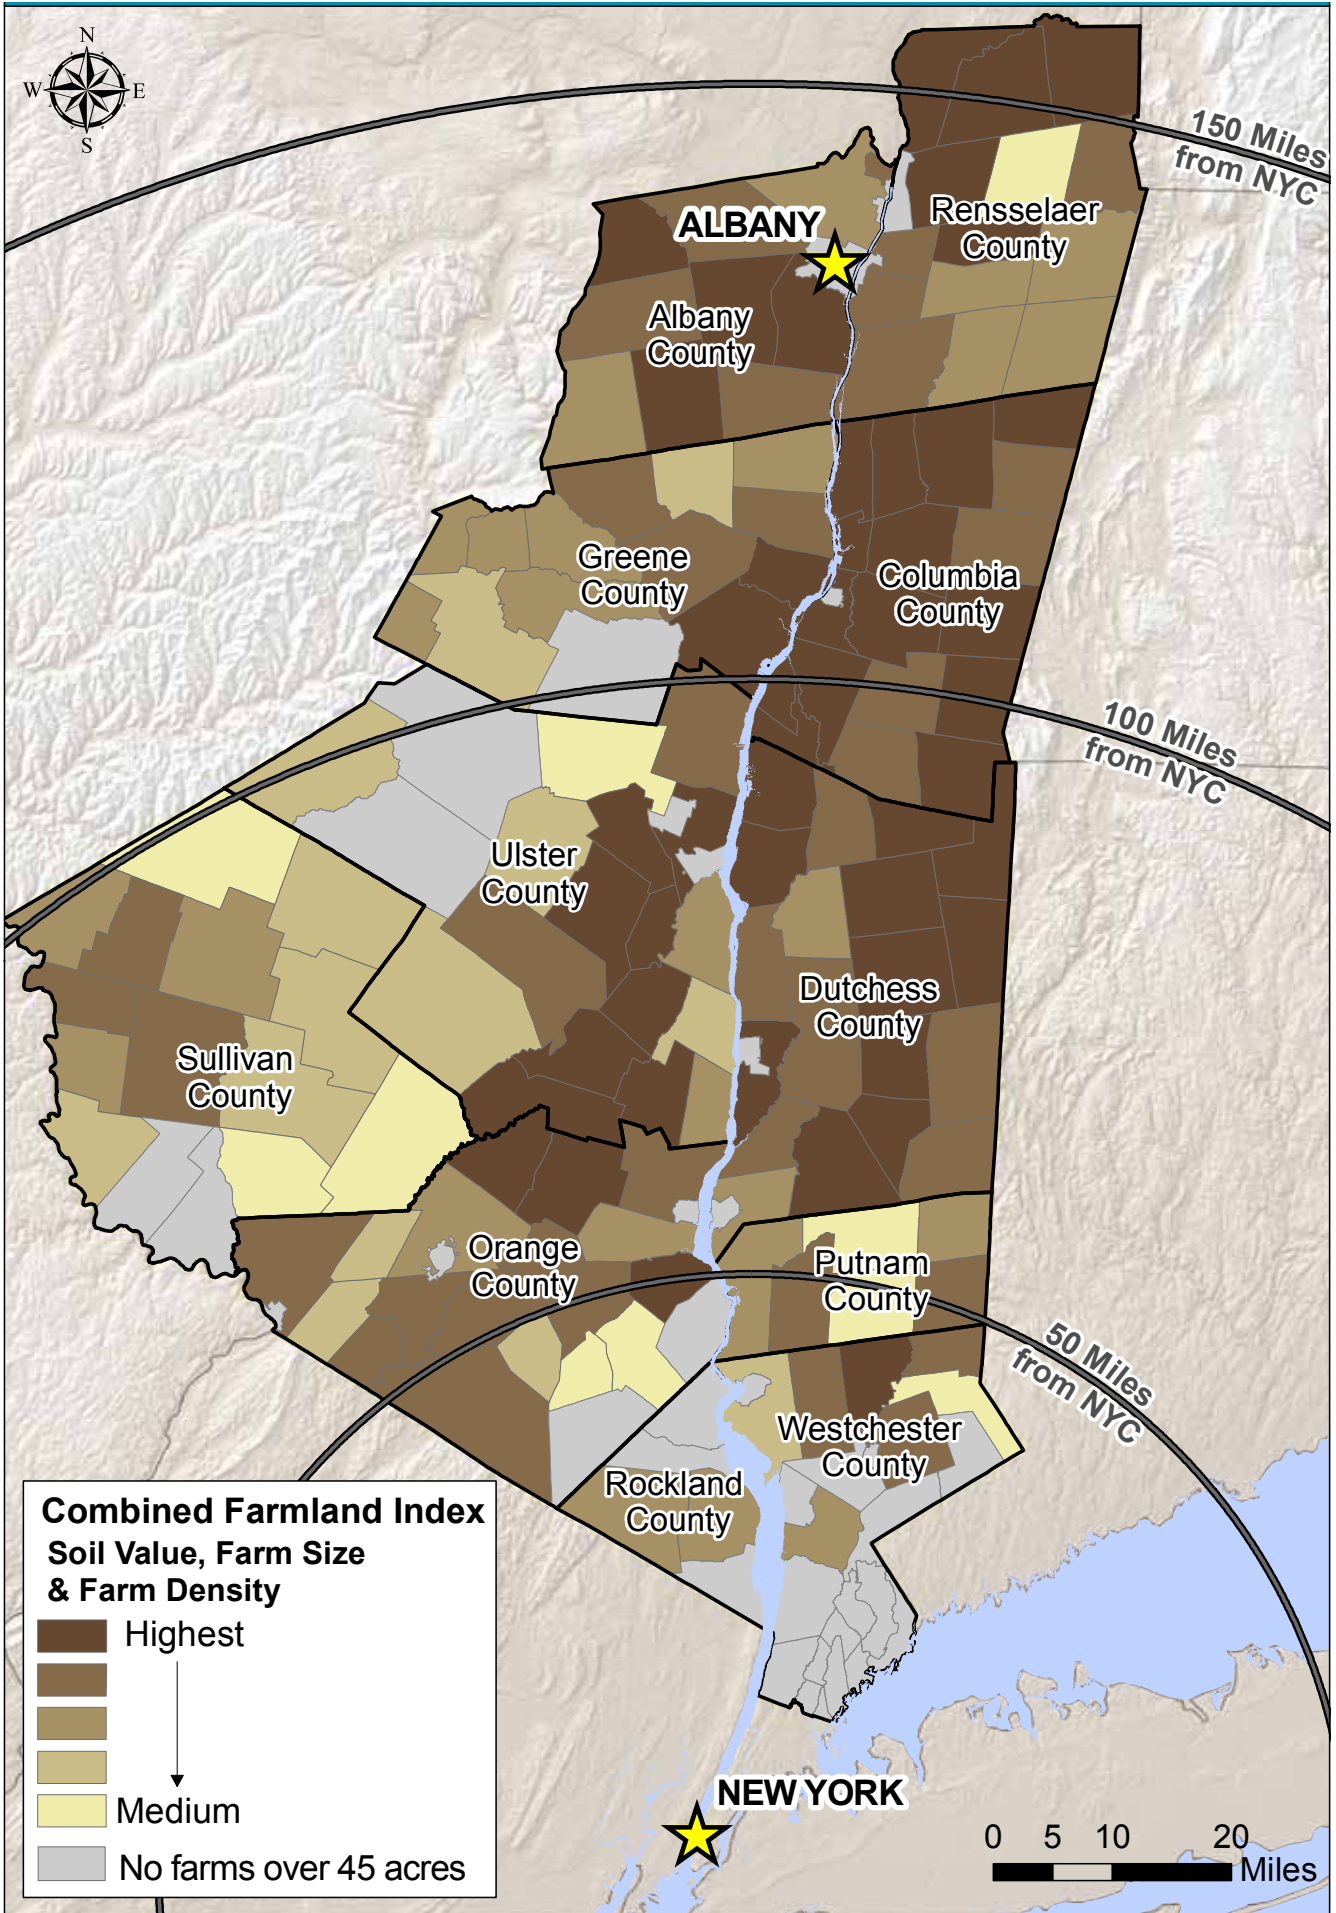 N
W
E
S
150 Miles
from NYC
ALBANY
Rensselaer
County
Albany
County
Greene
County
Columbia
County
100 Miles
from NYC
Ulster
County
Dutchess
County
Sullivan
County
Orange
County
Putnam
County
50 Miles
from NYC
Westchester
County
Rockland
County
Combined Farmland Index
Soil Value, Farm Size
& Farm Density
Highest
Medium
No farms over 45 acres
NEW YORK
0 5 10 20
Miles